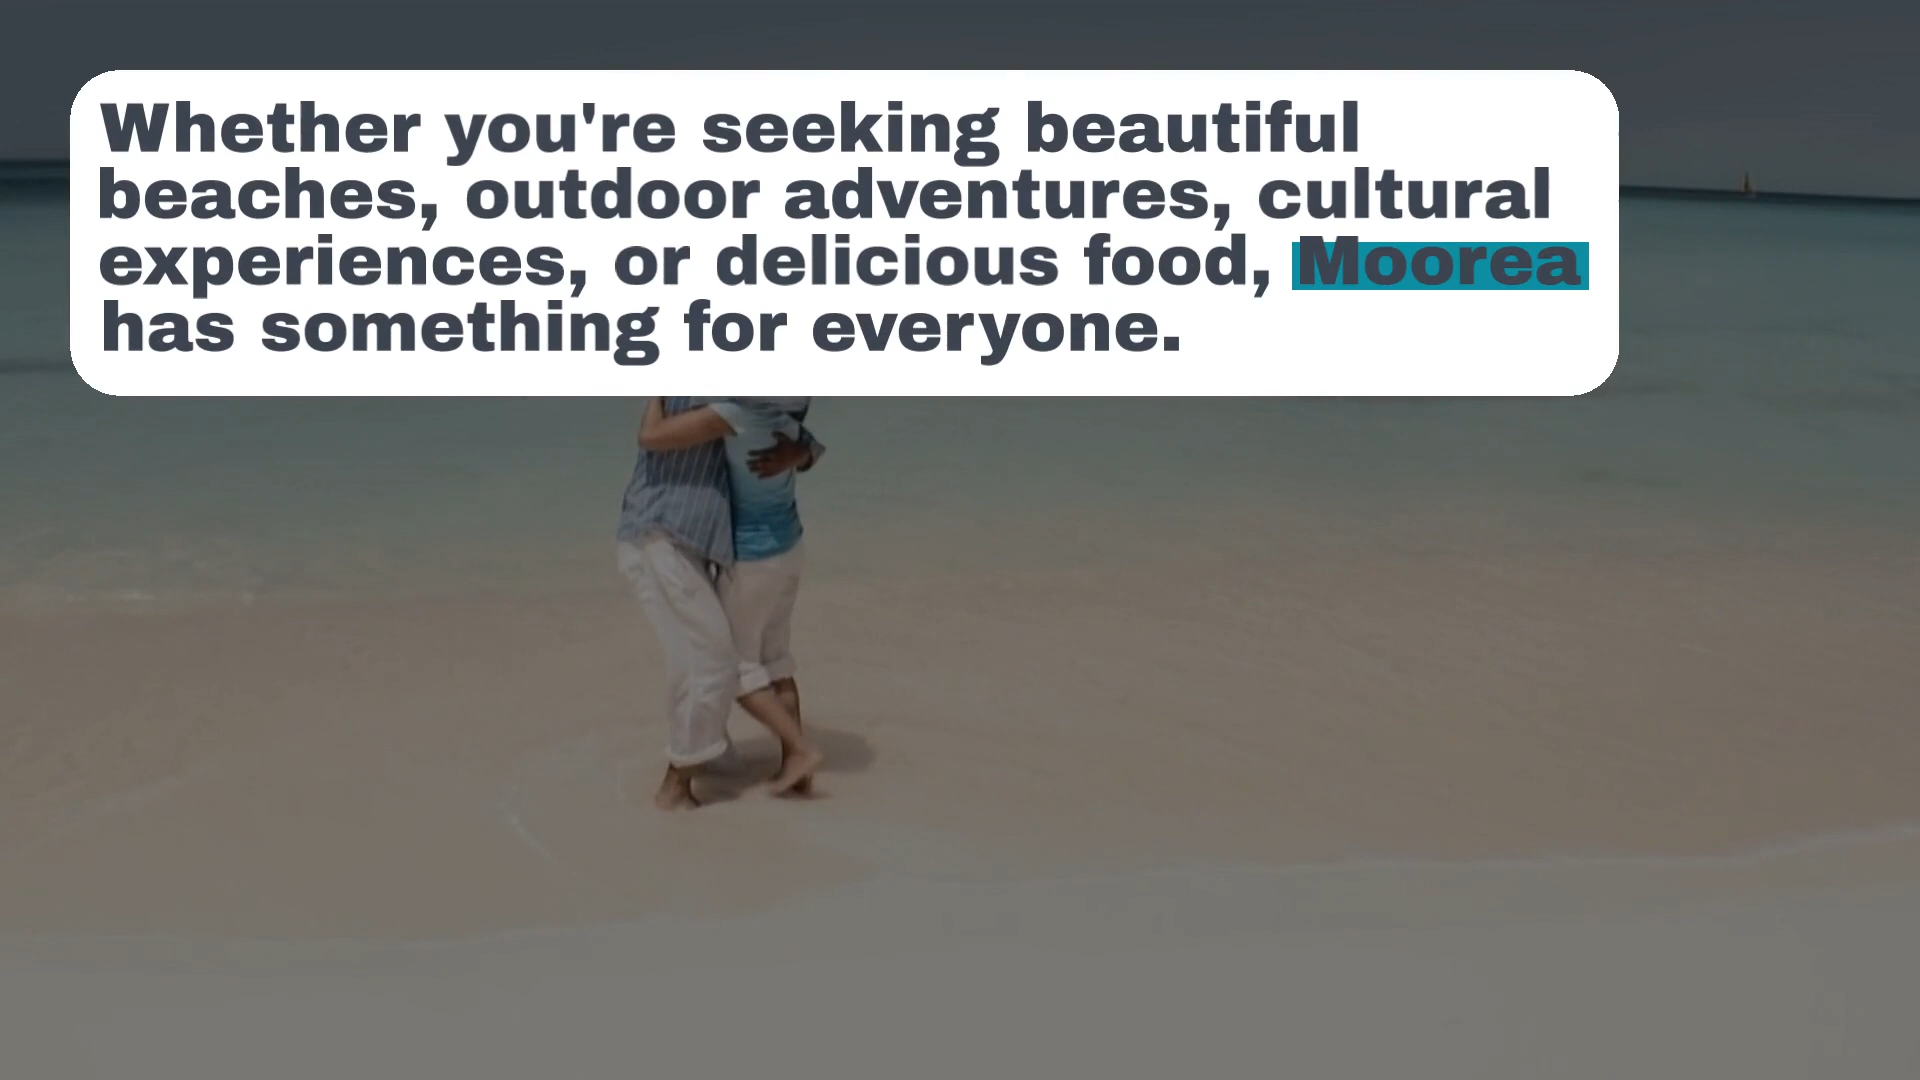 Whether you're seeking beautiful
beaches, outdoor adventures, cultural
experiences, or delicious food, Moorea
has something for everyone.